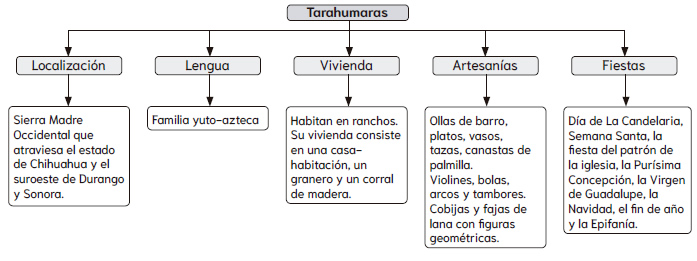 Tarahumaras
Localización
Lengua
Vivienda
Artesanías
Fiestas
Sierra Madre
Occidental que
atraviesa el estado
de Chihuahua y el
suroeste de Durango
y Sonora.
Familia yuto-azteca
Habitan en ranchos.
Su vivienda consiste
en una casa-
habitación, un
granero y un corral
de madera.
Ollas de barro,
platos, vasos,
tazas, canastas de
palmilla.
Violines, bolas,
arcos y tambores.
Cobijas y fajas de
lana con figuras
geométricas.
Día de La Candelaria,
Semana Santa, la
fiesta del patrón de
la iglesia, la Purísima
Concepción, la Virgen
de Guadalupe, la
Navidad, el fin de año
y la Epifanía.